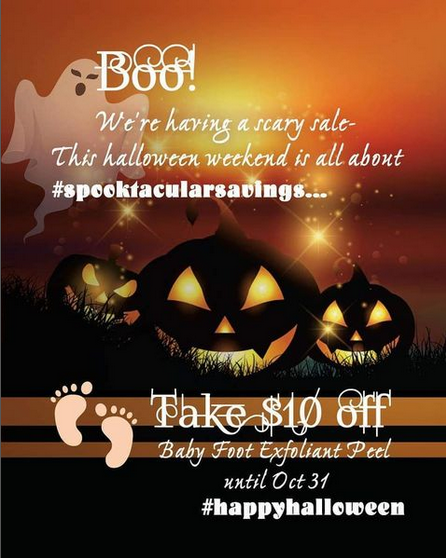 Boo!
We're having a scary sale-
This halloween weekend is all about
#spooktacularsavings...
Take $10 off
Baby Foot Exfoliant Peel
until Oct 31
#happyhalloween